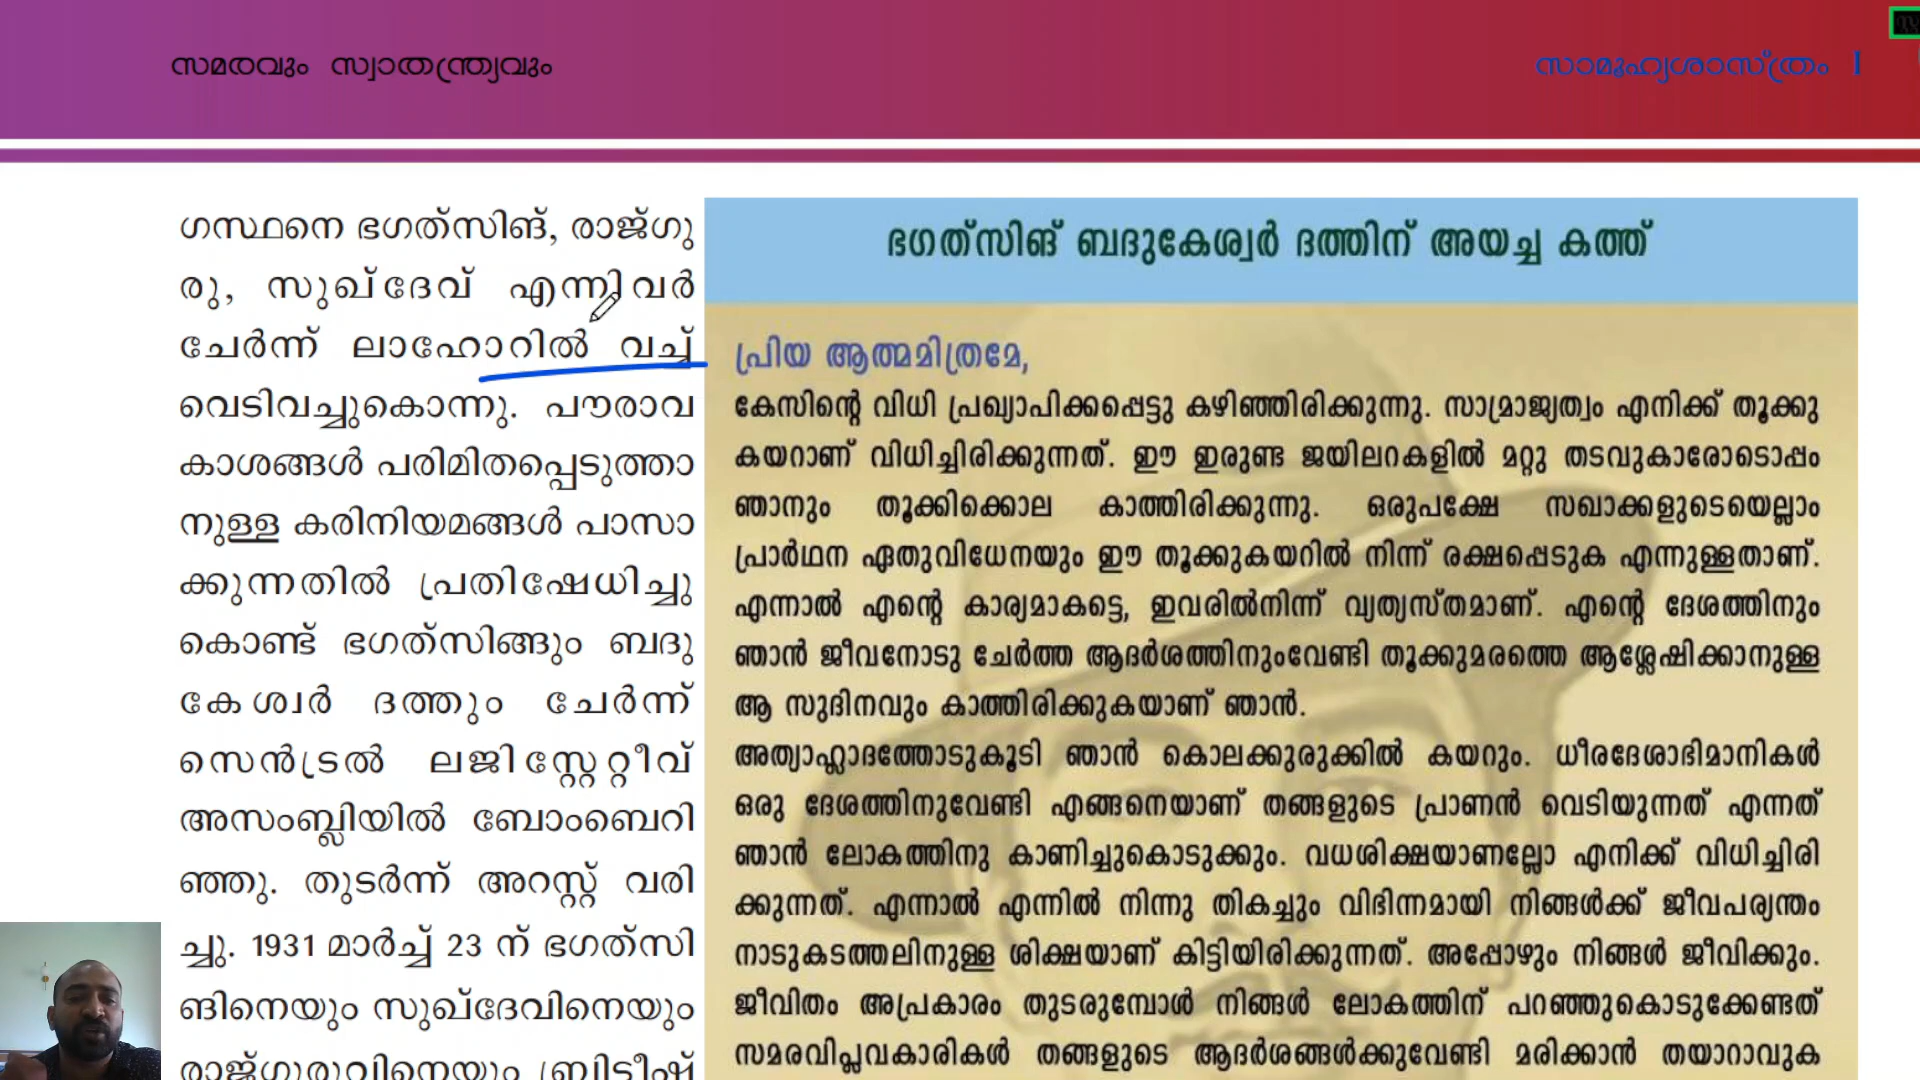 സമരവും സ്വാതന്ത്ര്യവും
സാമൂഹ്യശാസ്ത്രം I
ഗസ്ഥനെ ഭഗത്‌സിങ്, രാജ്ഗു
രു, സുഖ്ദേവ് എന്നിവർ
ചേർന്ന് ലാഹോറിൽ വച്ച്
വെടിവച്ചുകൊന്നു. പൗരാവ
കാശങ്ങൾ പരിമിതപ്പെടുത്താ
നുള്ള കരിനിയമങ്ങൾ പാസാ
ക്കുന്നതിൽ പ്രതിഷേധിച്ചു
കൊണ്ട് ഭഗത്‌സിങ്ങും ബദു
കേശ്വർ ദത്തും ചേർന്ന്
സെൻട്രൽ ലജിസ്റ്റേറ്റീവ്
അസംബ്ലിയിൽ ബോംബെറി
ഞ്ഞു. തുടർന്ന് അറസ്റ്റ് വരി
ച്ചു. 1931 മാർച്ച് 23 ന് ഭഗത്‌സി
ങിനെയും സുഖ്ദേവിനെയും
രാജ്ഗുരുവിനെയും ബ്രിട്ടീഷ്
ഭഗത്‌സിങ് ബദുകേശ്വർ ദത്തിന് അയച്ച കത്ത്
പ്രിയ ആത്മമിത്രമേ,
കേസിന്റെ വിധി പ്രഖ്യാപിക്കപ്പെട്ടു കഴിഞ്ഞിരിക്കുന്നു. സാമ്രാജ്യത്വം എനിക്ക് തൂക്കു
കയറാണ് വിധിച്ചിരിക്കുന്നത്. ഈ ഇരുണ്ട ജയിലറകളിൽ മറ്റു തടവുകാരോടൊപ്പം
ഞാനും തൂക്കിക്കൊല കാത്തിരിക്കുന്നു. ഒരുപക്ഷേ സഖാക്കളുടെയെല്ലാം
പ്രാർഥന ഏതുവിധേനയും ഈ തൂക്കുകയറിൽ നിന്ന് രക്ഷപ്പെടുക എന്നുള്ളതാണ്.
എന്നാൽ എന്റെ കാര്യമാകട്ടെ, ഇവരിൽനിന്ന് വ്യത്യസ്തമാണ്. എന്റെ ദേശത്തിനും
ഞാൻ ജീവനോടു ചേർത്ത ആദർശത്തിനുംവേണ്ടി തൂക്കുമരത്തെ ആശ്ലേഷിക്കാനുള്ള
ആ സുദിനവും കാത്തിരിക്കുകയാണ് ഞാൻ.
അത്യാഹ്ലാദത്തോടുകൂടി ഞാൻ കൊലക്കുരുക്കിൽ കയറും. ധീരദേശാഭിമാനികൾ
ഒരു ദേശത്തിനുവേണ്ടി എങ്ങനെയാണ് തങ്ങളുടെ പ്രാണൻ വെടിയുന്നത് എന്നത്
ഞാൻ ലോകത്തിനു കാണിച്ചുകൊടുക്കും. വധശിക്ഷയാണല്ലോ എനിക്ക് വിധിച്ചിരി
ക്കുന്നത്. എന്നാൽ എന്നിൽ നിന്നു തികച്ചും വിഭിന്നമായി നിങ്ങൾക്ക് ജീവപര്യന്തം
നാടുകടത്തലിനുള്ള ശിക്ഷയാണ് കിട്ടിയിരിക്കുന്നത്. അപ്പോഴും നിങ്ങൾ ജീവിക്കും.
ജീവിതം അപ്രകാരം തുടരുമ്പോൾ നിങ്ങൾ ലോകത്തിന് പറഞ്ഞുകൊടുക്കേണ്ടത്
സമരവിപ്ലവകാരികൾ തങ്ങളുടെ ആദർശങ്ങൾക്കുവേണ്ടി മരിക്കാൻ തയാറാവുക